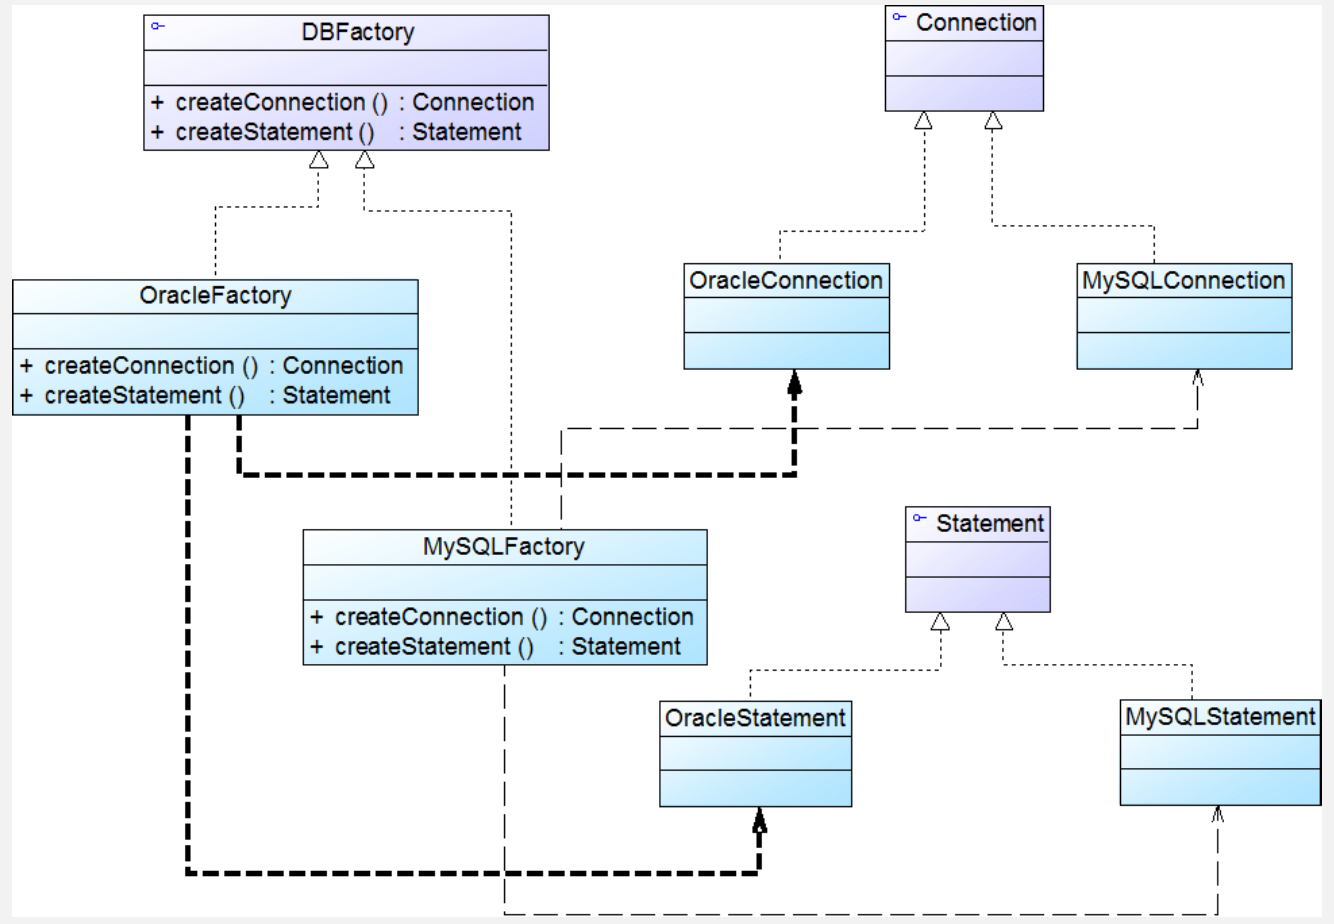 DBFactory
+ createConnection () : Connection
+ createStatement () : Statement
Connection
OracleFactory
+ createConnection () : Connection
+ createStatement () : Statement
OracleConnection
MySQLConnection
MySQLFactory
+ createConnection () : Connection
+ createStatement () : Statement
Statement
OracleStatement
MySQLStatement